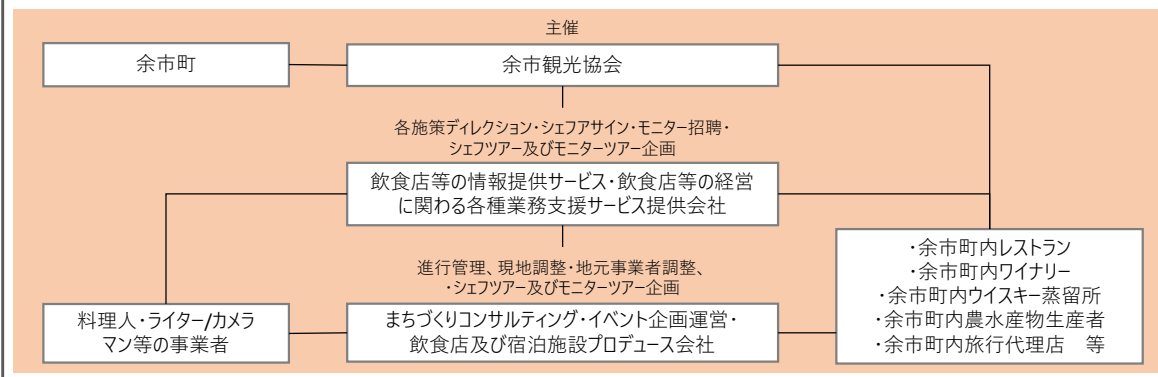 主催
余市町
余市観光協会
各施策ディレクション・シェフアサイン・モニター招聘・
シェフツアー及びモニターツアー企画
飲食店等の情報提供サービス・飲食店等の経営
に関わる各種業務支援サービス提供会社
進行管理、現地調整・地元事業者調整、
・シェフツアー及びモニターツアー企画
料理人・ライター/カメラ
マン等の事業者
まちづくりコンサルティング・イベント企画運営・
飲食店及び宿泊施設プロデュース会社
・余市町内レストラン
・余市町内ワイナリー
・余市町内ウイスキー蒸留所
・余市町内農水産物生産者
・余市町内旅行代理店　等